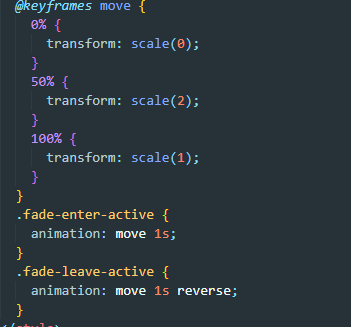 @keyframes move {
0% {
transform: scale(0);
}
50% {
transform: scale(2);
}
100% {
transform: scale(1);
}
}
.fade-enter-active {
animation: move 1s;
}
.fade-leave-active {
animation: move 1s reverse;
}
</style>